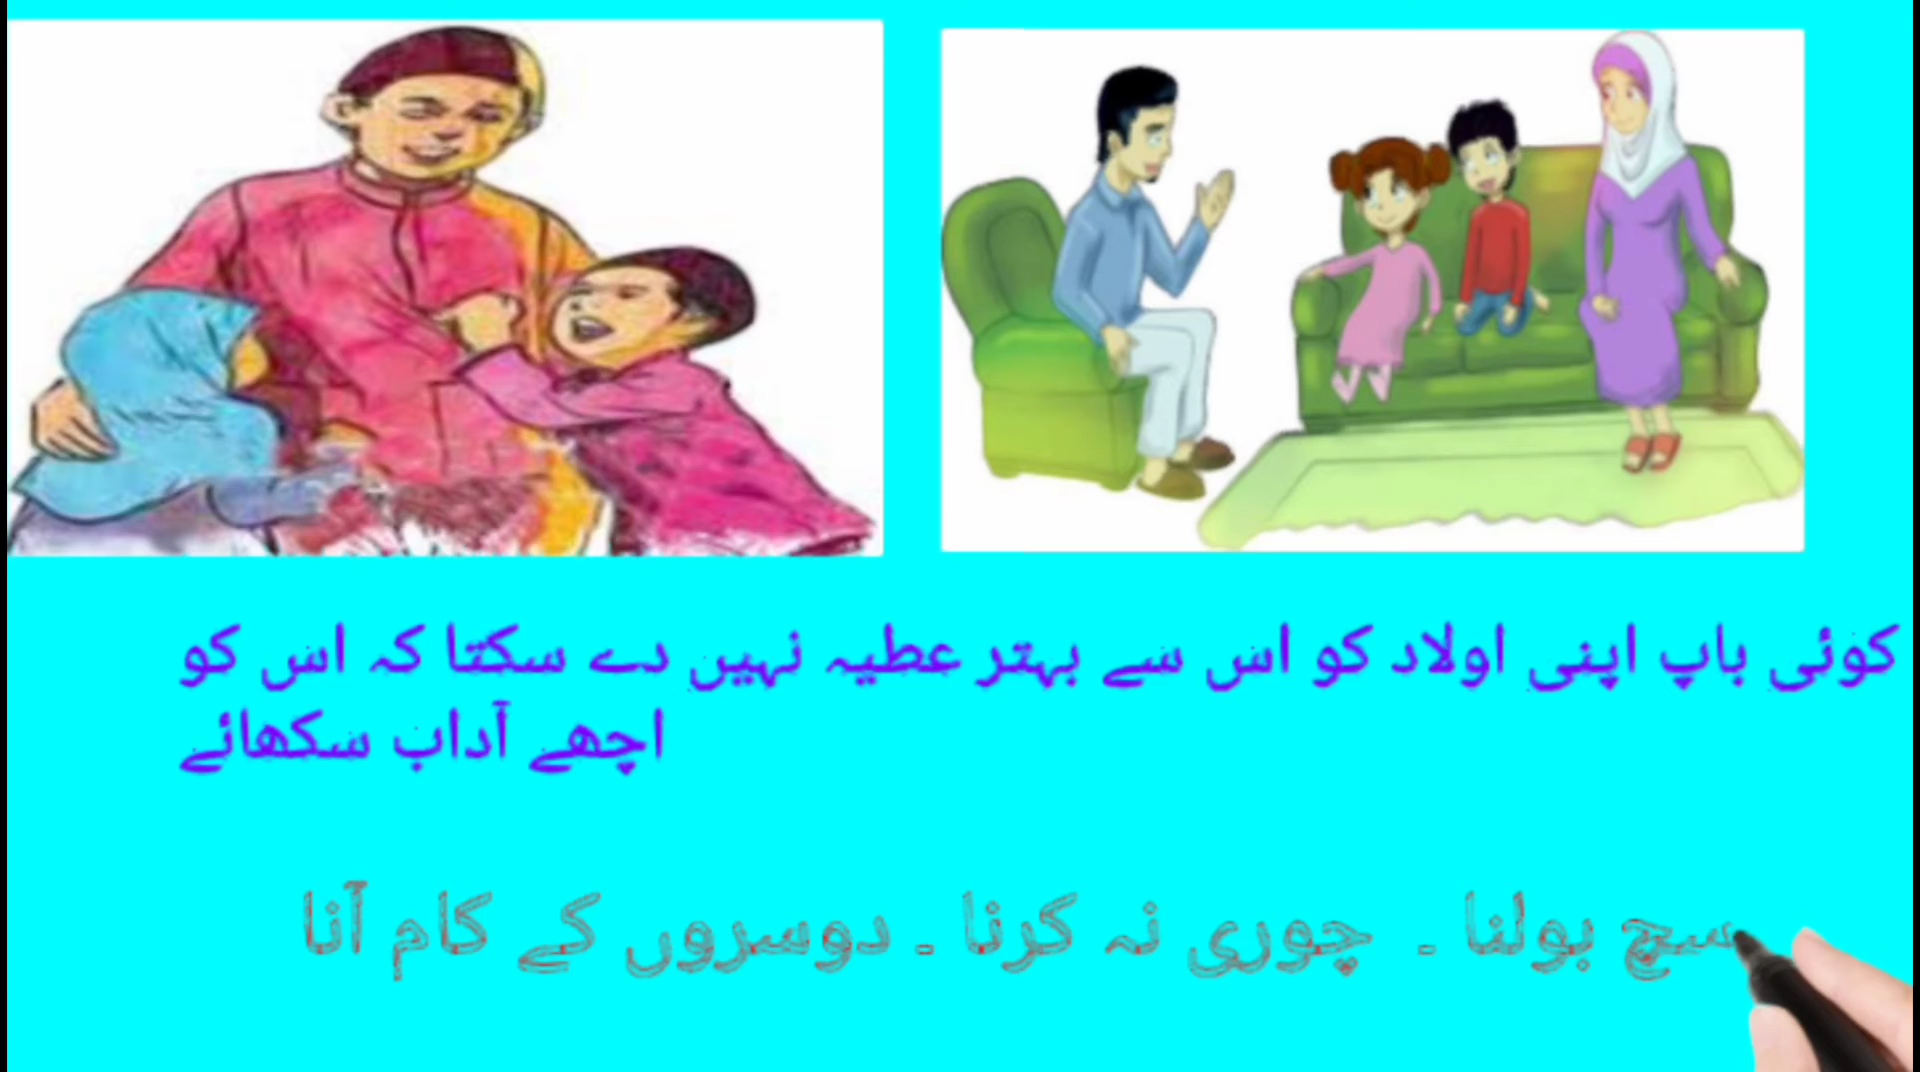 کوئی باپ اپنی اولاد کو اس سے بہتر عطیہ نہیں دے سکتا کہ اس کو
اچھے آداب سکھائے
سچ بولنا ۔ چوری نہ کرنا ۔ دوسروں کے کام آنا